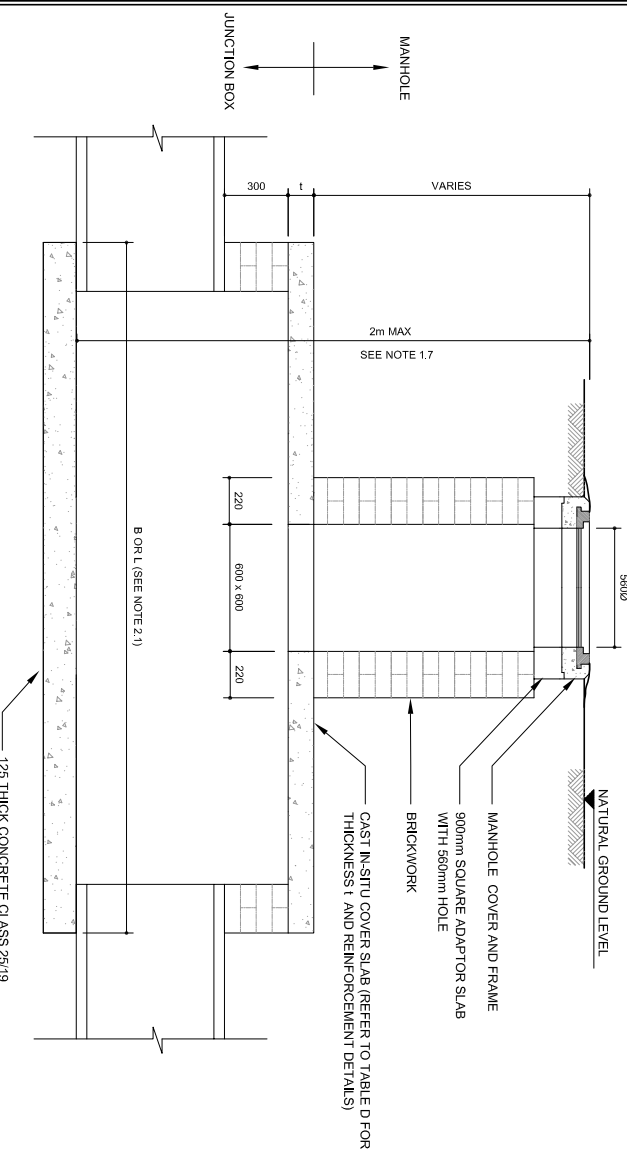 NATURAL GROUND LEVEL
560Ø
MANHOLE COVER AND FRAME
900mm SQUARE ADAPTOR SLAB
WITH 560mm HOLE
BRICKWORK
CAST IN-SITU COVER SLAB (REFER TO TABLE D FOR
THICKNESS t AND REINFORCEMENT DETAILS)
VARIES
2m MAX
SEE NOTE 1.7
MANHOLE
JUNCTION BOX
t
300
220
600 x 600
220
B OR L (SEE NOTE 2.1)
125 THICK CONCRETE CLASS 25/19